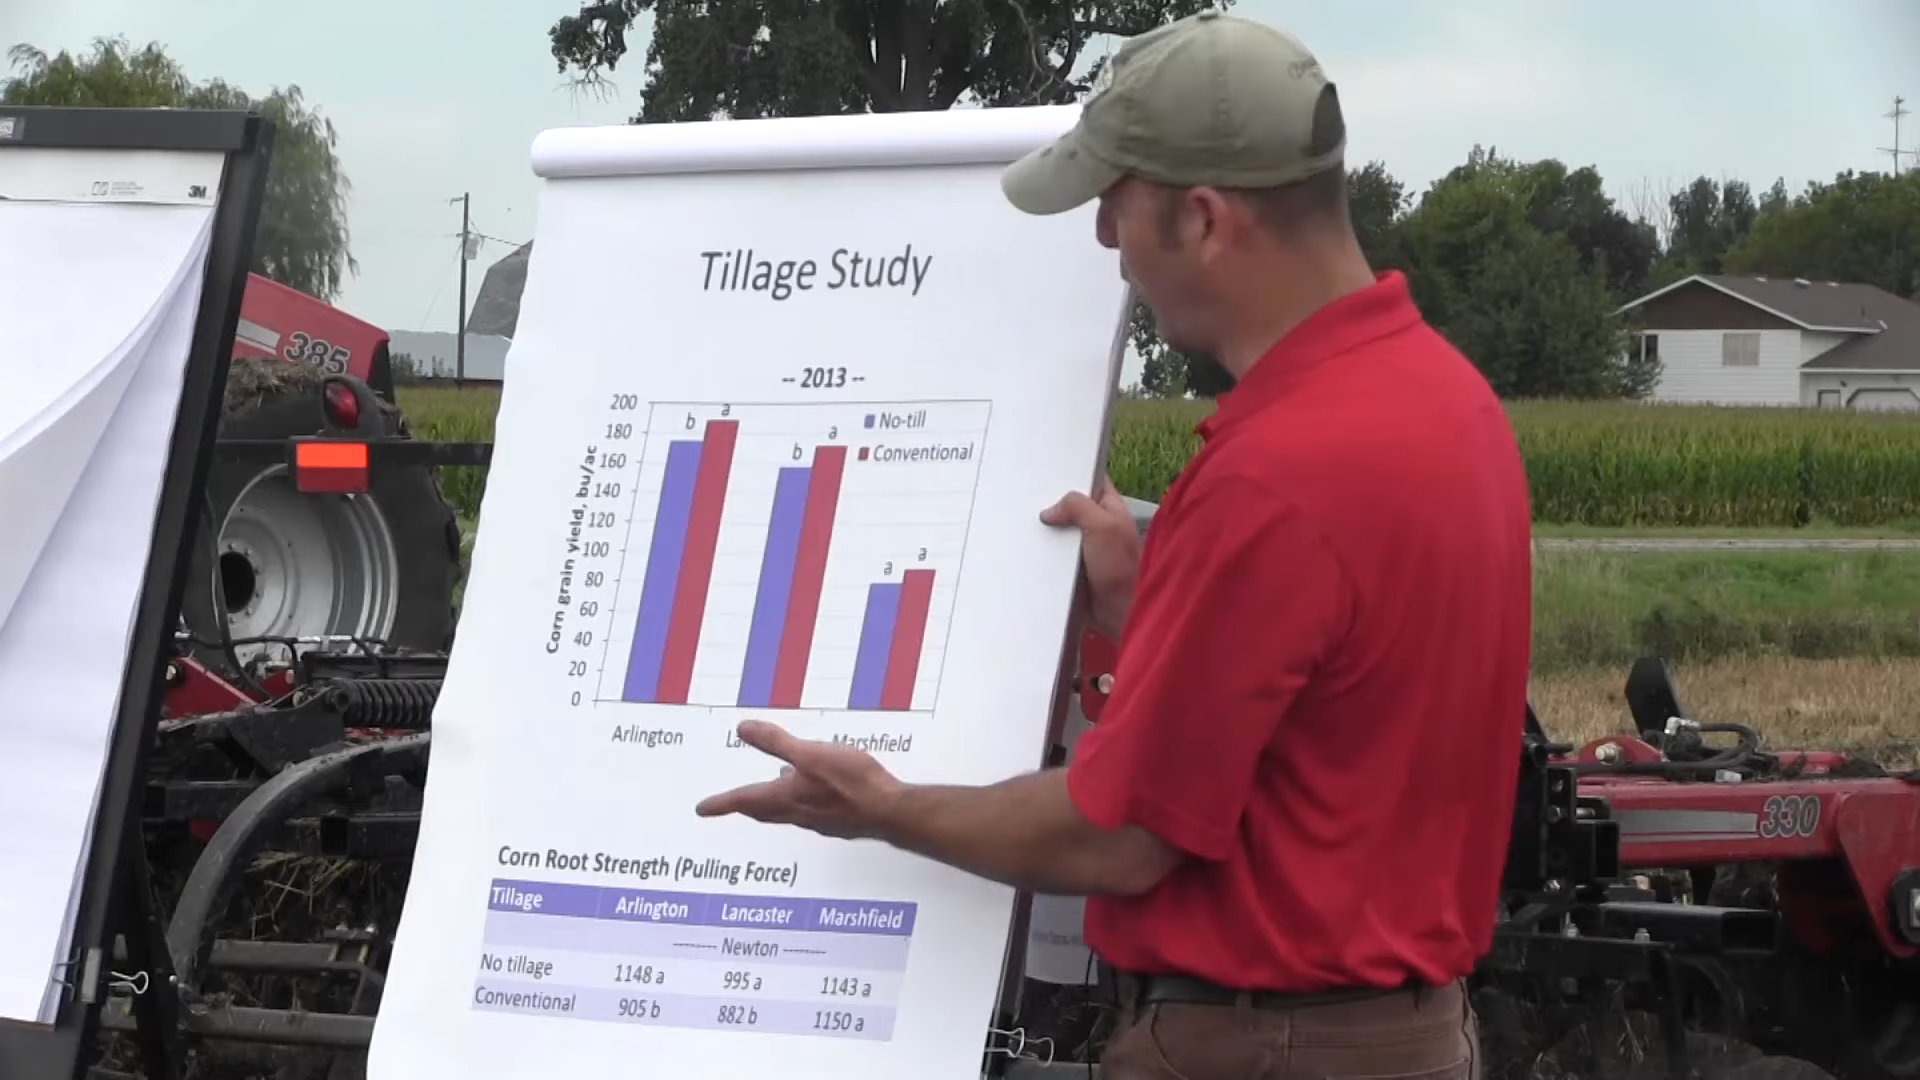 3M
385
Tillage Study
-- 2013 --
200
180
160
140
120
100
80
60
40
20
0
Corn grain yield, bu/ac
b a
b a
a a
No-till
Conventional
Arlington Marshfield
Corn Root Strength (Pulling Force)
Tillage Arlington Lancaster Marshfield
-------- Newton --------
No tillage 1148 a 995 a 1143 a
Conventional 905 b 882 b 1150 a
330